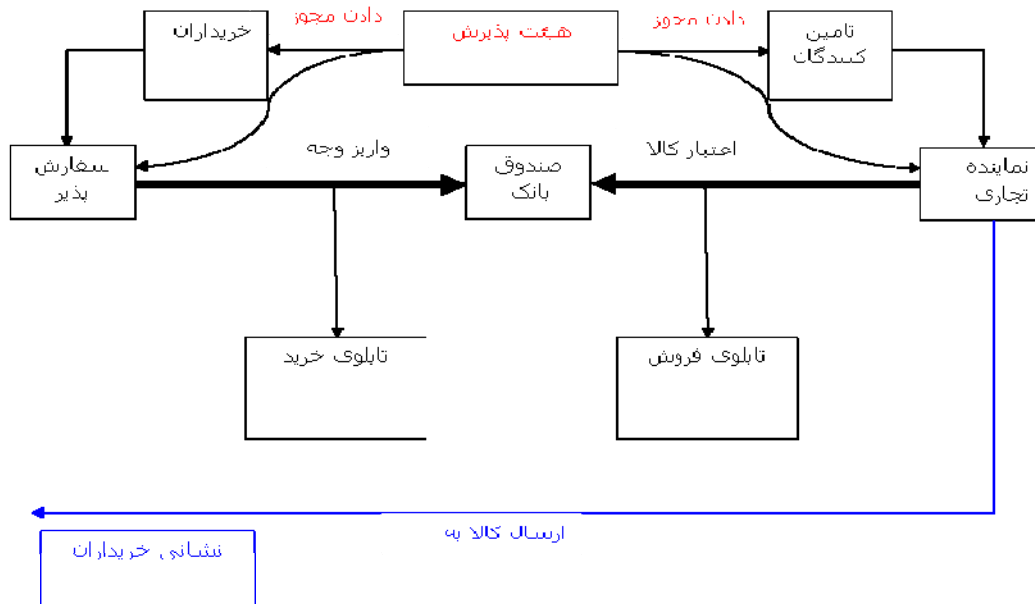 دادن مجوز
دادن مجوز
تامین
کنندگان
هیئت پذیرش
خریداران
نماینده
تجاری
اعتبار کالا
صندوق
بانک
واریز وجه
سفارش
پذیر
تابلوی فروش
تابلوی خرید
ارسال کالا به
نشانی خریداران